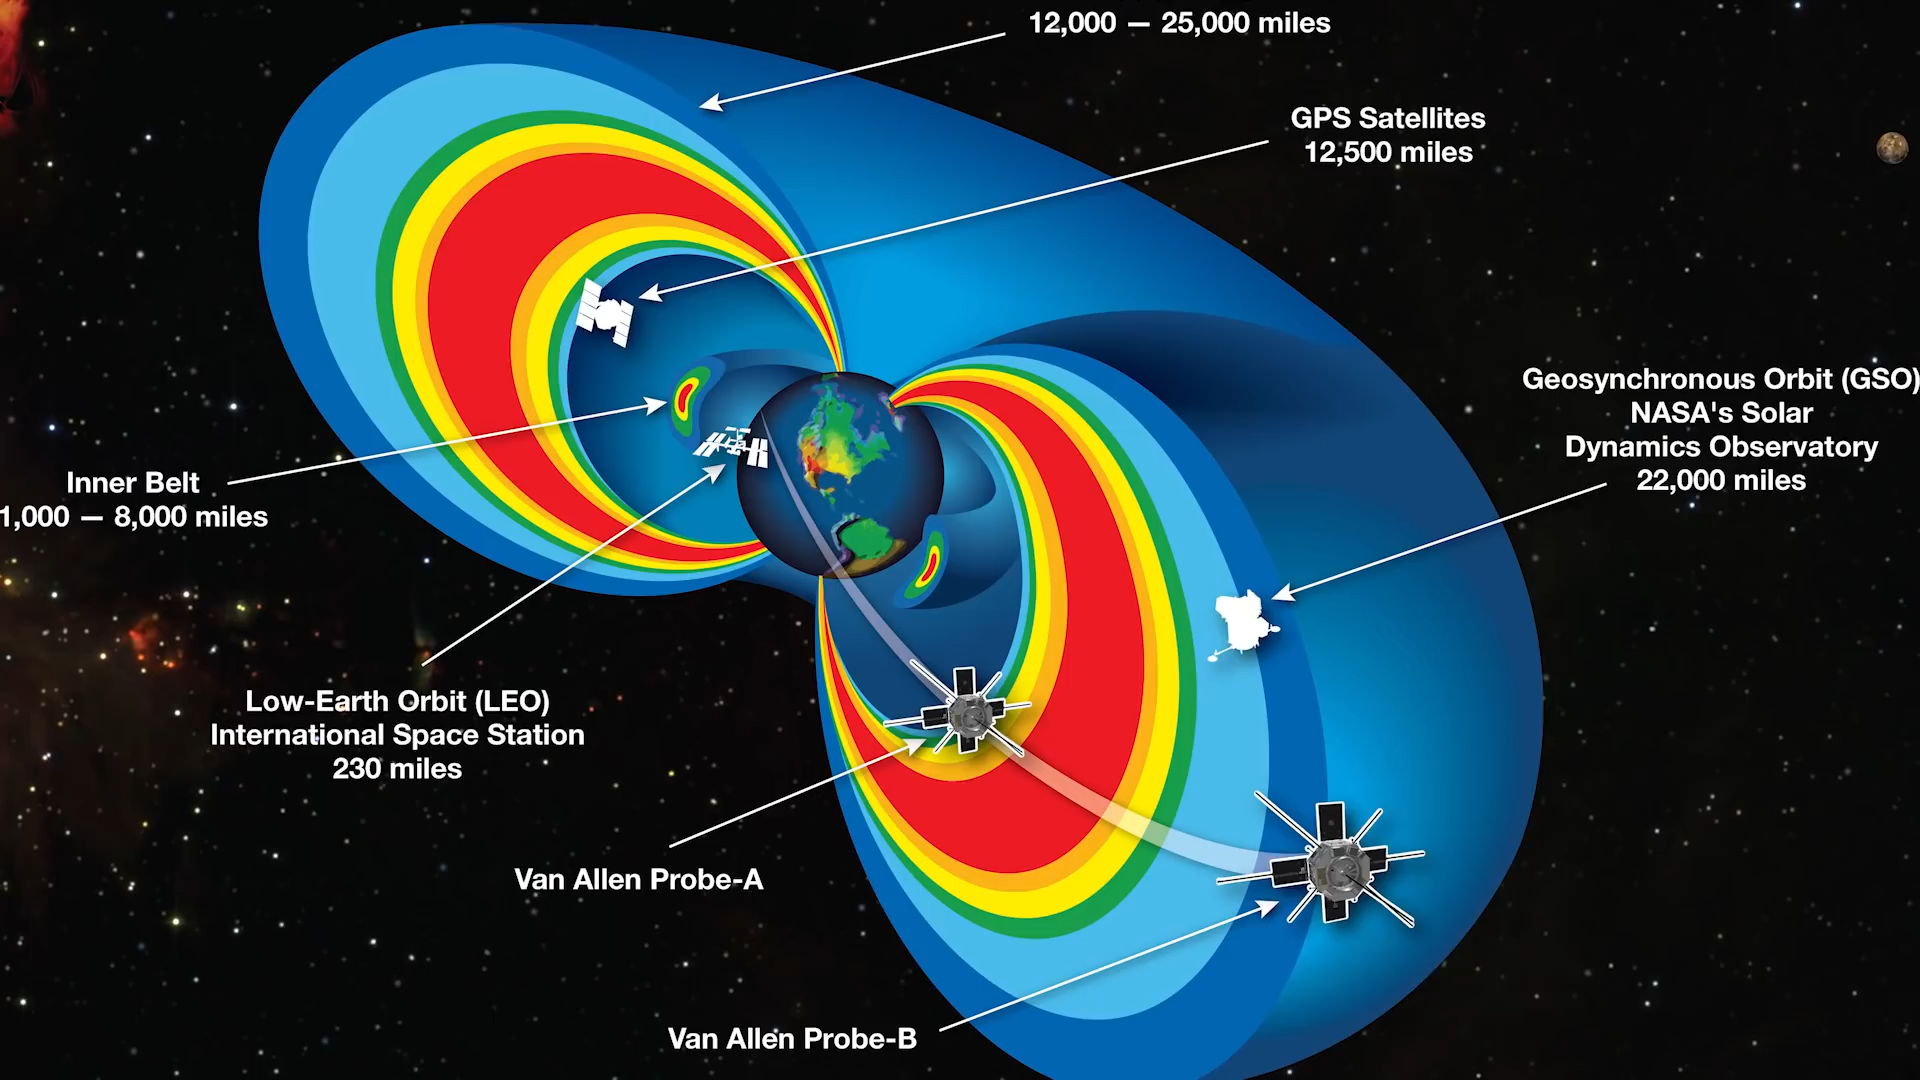 12,000 — 25,000 miles
GPS Satellites
12,500 miles
Geosynchronous Orbit (GSO)
NASA's Solar
Dynamics Observatory
22,000 miles
Inner Belt
1,000 — 8,000 miles
Low-Earth Orbit (LEO)
International Space Station
230 miles
Van Allen Probe-A
Van Allen Probe-B